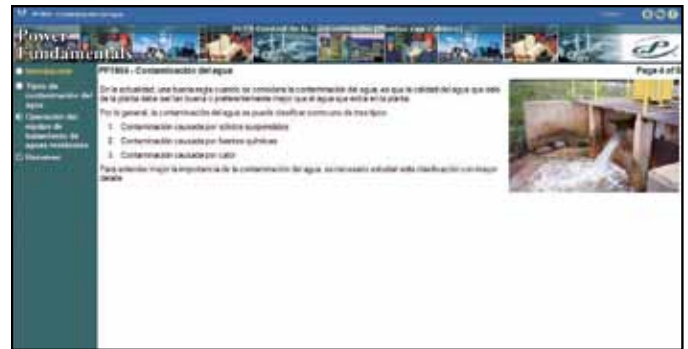 Power
Fundamentals
Introducción
Tipos de
contaminación del
agua
Operación del
equipo de
tratamiento de
aguas residuales
Resumen
PP1904 - Contaminación del agua
En la actualidad, una buena regla cuando se considera la contaminación del agua, es que la calidad del agua que sale
de la planta debe ser tan buena o preferentemente mejor que el agua que entra en la planta.
Por lo general, la contaminación del agua se puede clasificar como uno de tres tipos:
1. Contaminación causada por sólidos suspendidos
2. Contaminación causada por fuentes químicas
3. Contaminación causada por calor
Para entender mejor la importancia de la contaminación del agua, es necesario estudiar esta clasificación con mayor
detalle.